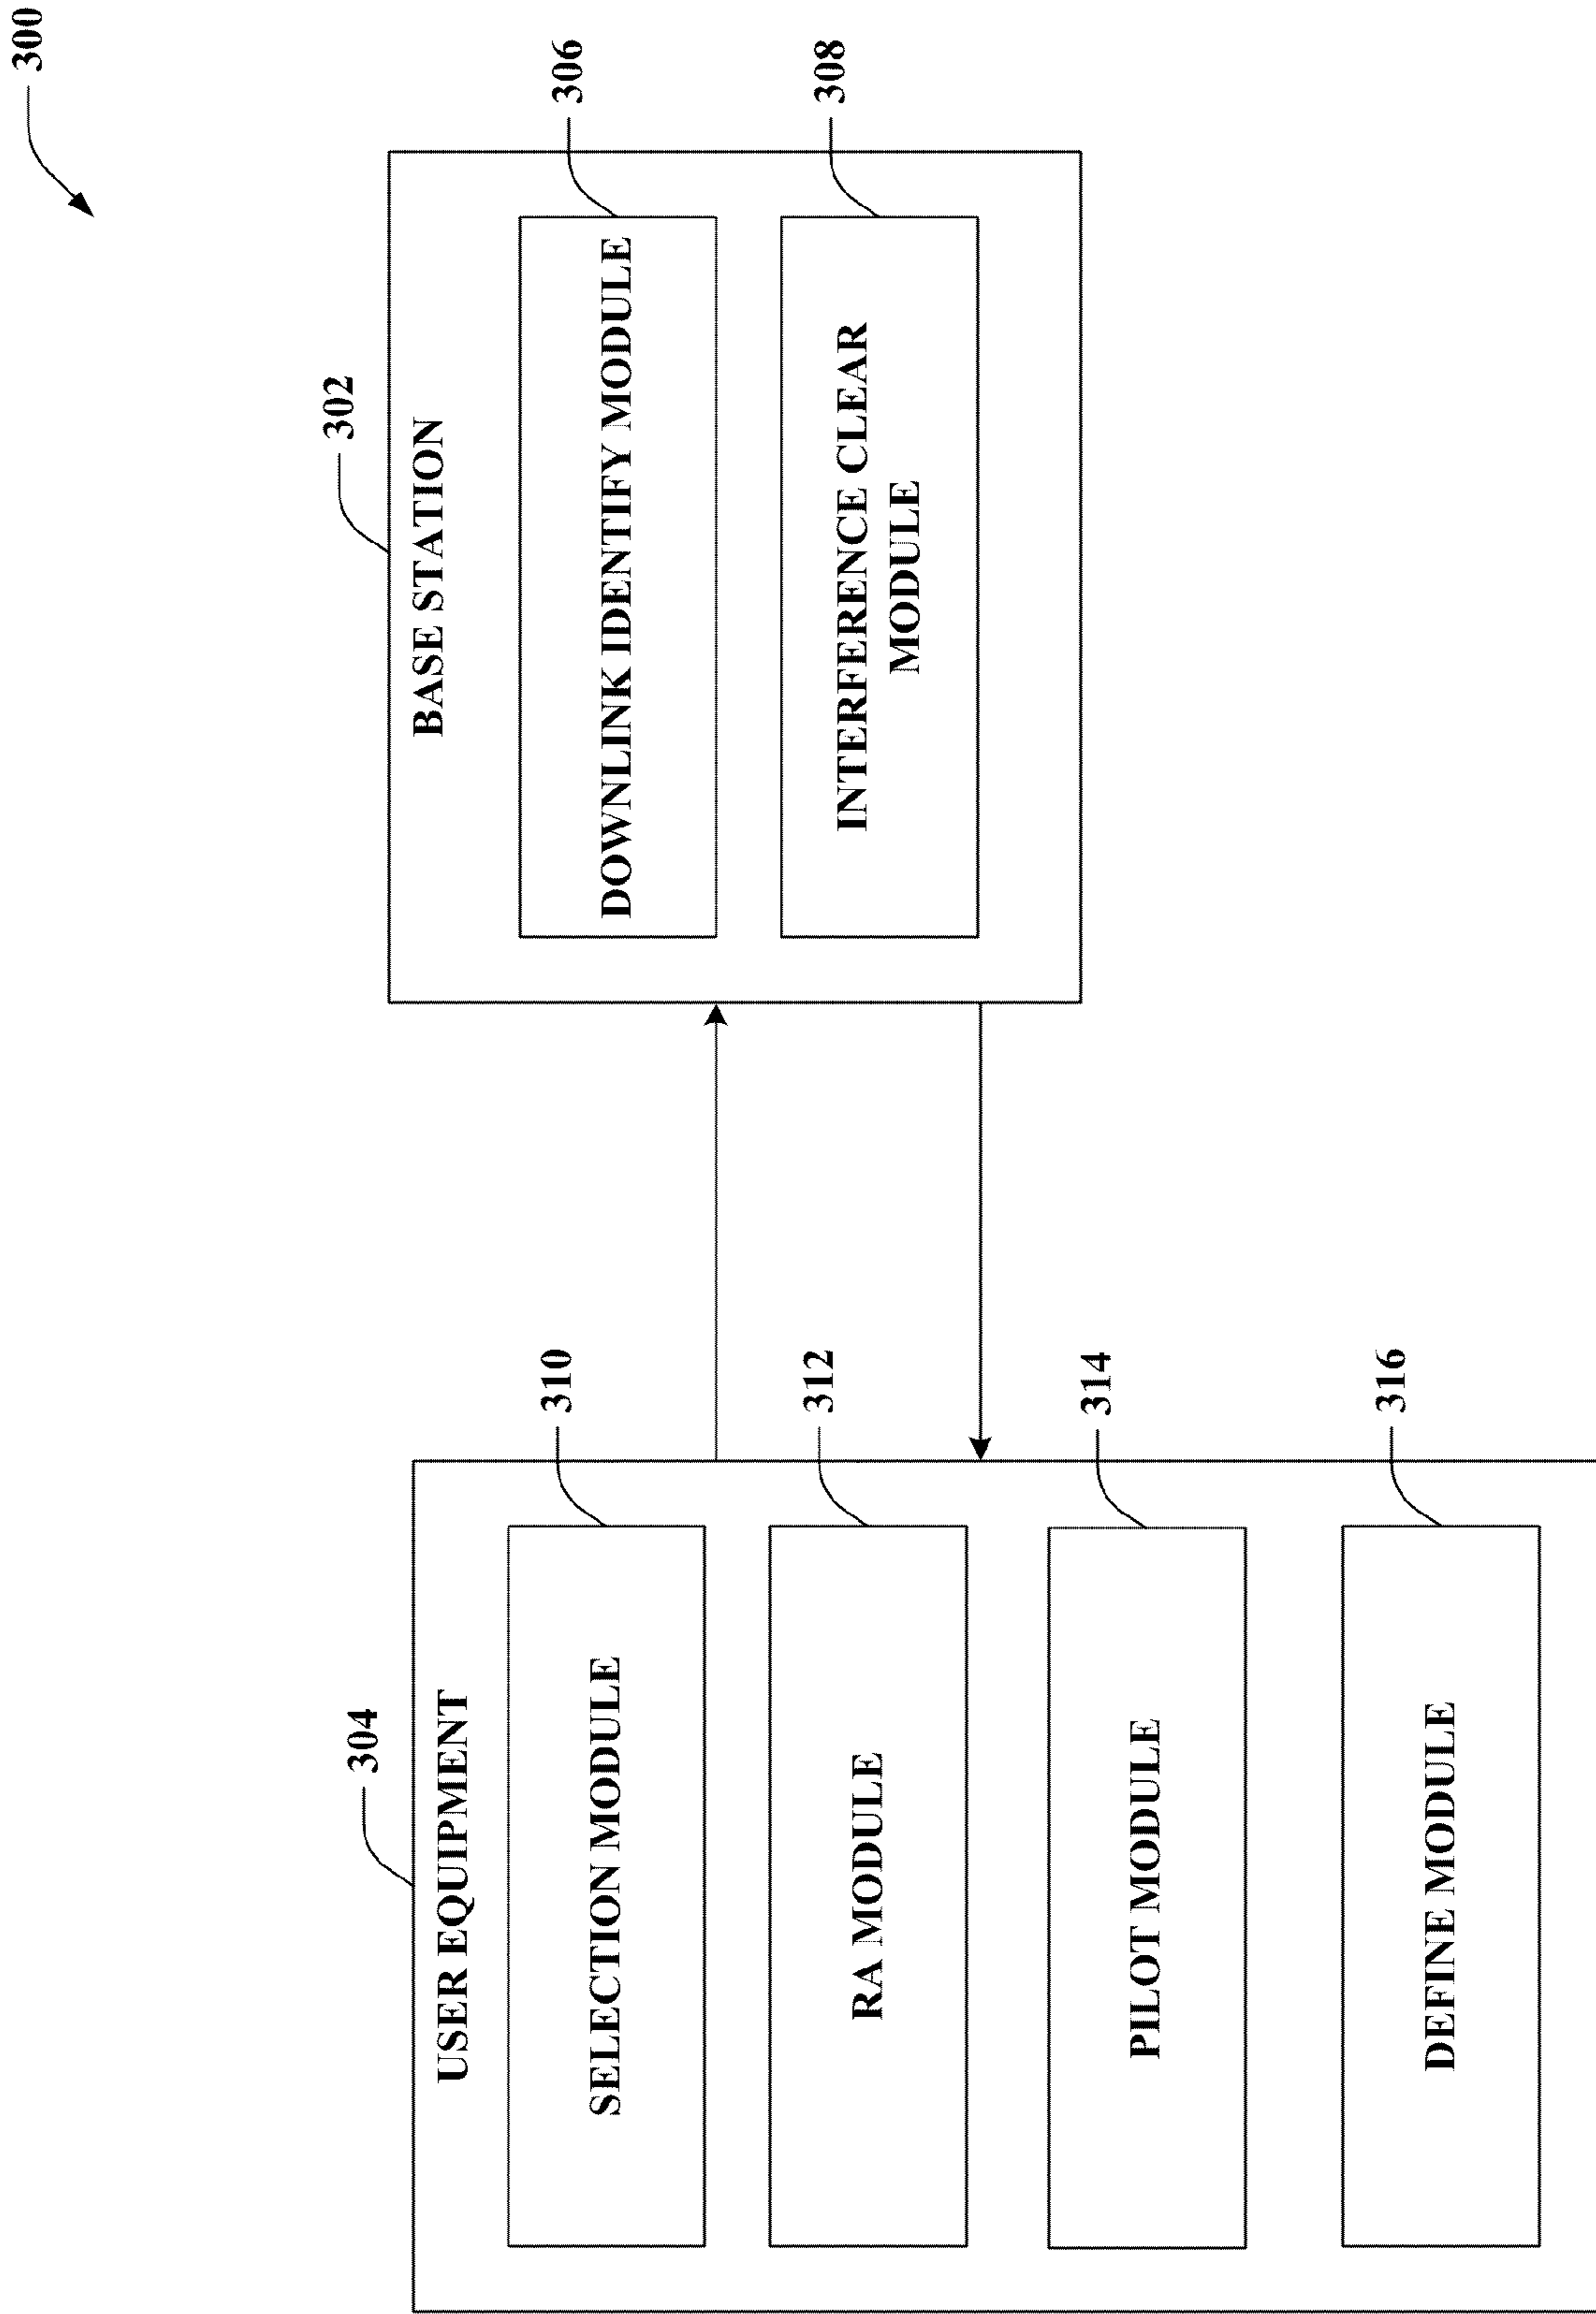 300
304
USER EQUIPMENT
310
SELECTION MODULE
312
RA MODULE
314
PILOT MODULE
316
DEFINE MODULE
302
BASE STATION
306
DOWNLINK IDENTIFY MODULE
308
INTERFERENCE CLEAR
MODULE